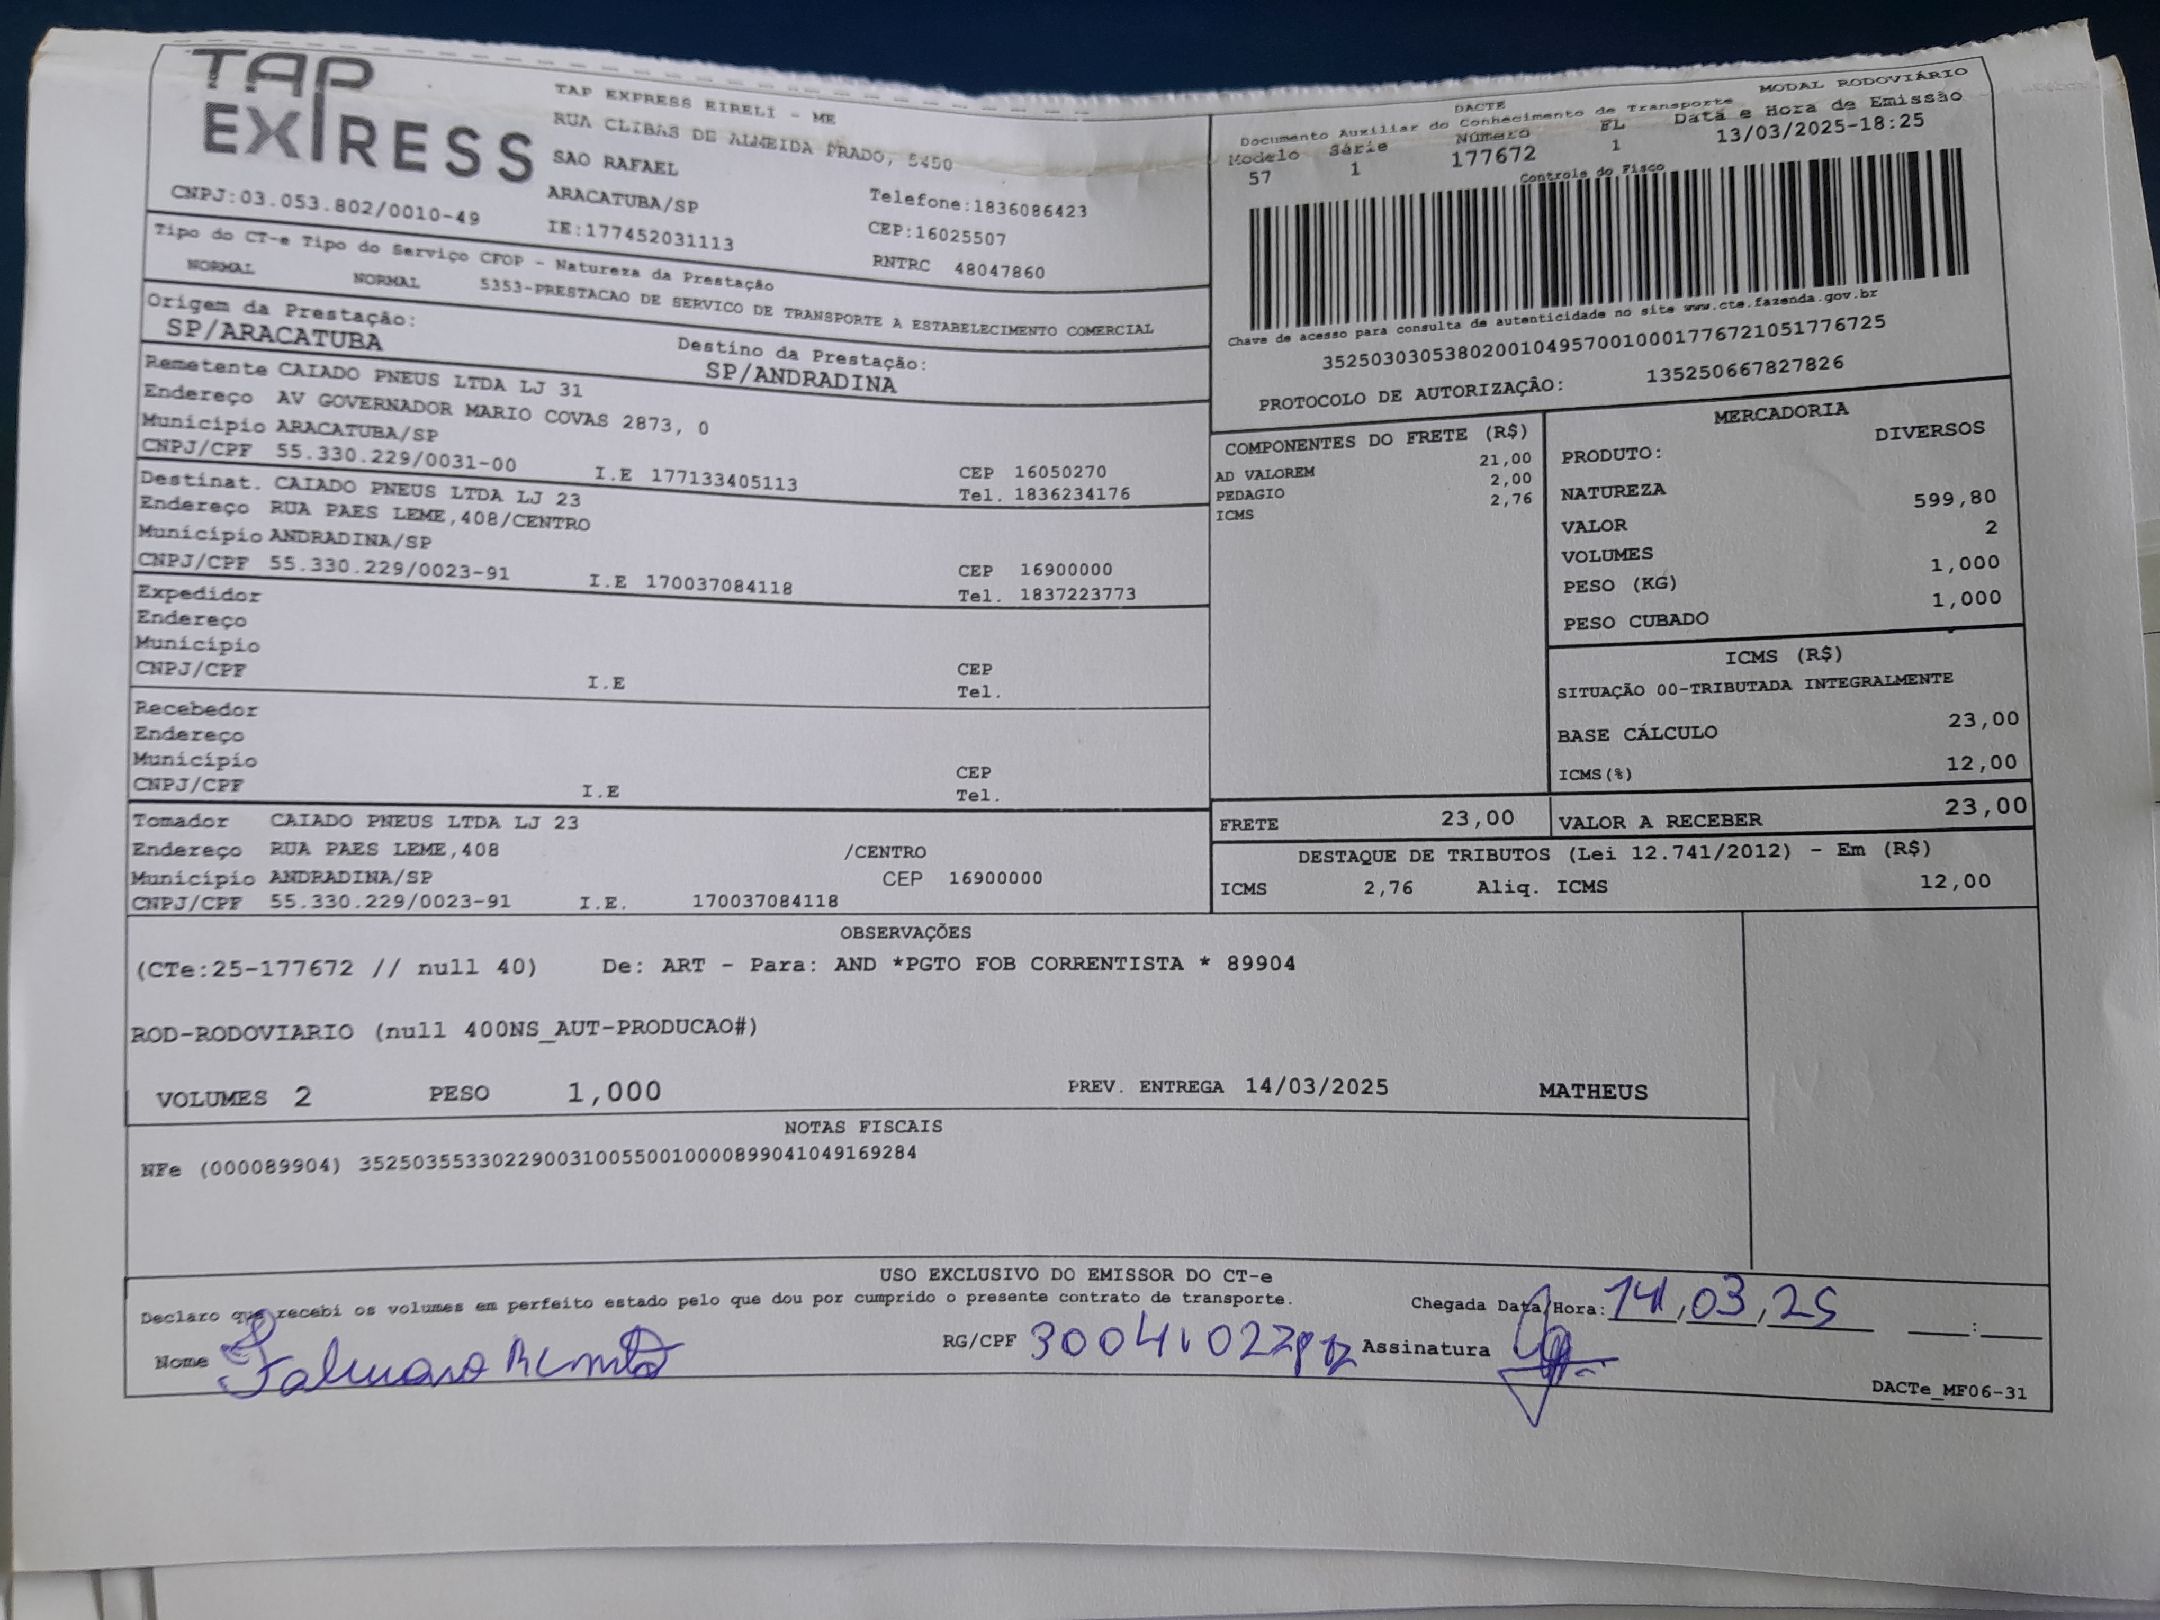 TAP
EXPRESS
CNPJ:03.053.802/0010-49
TAP EXPRESS EIRELI - ME
RUA CLIBAS DE ALMEIDA PRADO, 5450
SAO RAFAEL
ARACATUBA/SP
IE:177452031113
Telefone:1836086423
CEP:16025507
RNTRC 48047860
MODAL RODOVIÁRIO
DACTE
Documento Auxiliar do Conhecimento de Transporte
Modelo Série Número FL Data e Hora de Emissão
57 1 177672 1 13/03/2025-18:25
Controle do Fisco
Chave de acesso para consulta de autenticidade no site www.cte.fazenda.gov.br
35250303053802001049570010001776721051776725
PROTOCOLO DE AUTORIZAÇÃO: 135250667827826
Tipo do CT-e Tipo do Serviço CFOP - Natureza da Prestação
NORMAL NORMAL 5353-PRESTACAO DE SERVICO DE TRANSPORTE A ESTABELECIMENTO COMERCIAL
Origem da Prestação: Destino da Prestação:
SP/ARACATUBA SP/ANDRADINA
Remetente CAIADO PNEUS LTDA LJ 31
Endereço AV GOVERNADOR MARIO COVAS 2873, 0
Município ARACATUBA/SP CEP 16050270
CNPJ/CPF 55.330.229/0031-00 I.E 177133405113 Tel. 1836234176
Destinat. CAIADO PNEUS LTDA LJ 23
Endereço RUA PAES LEME,408/CENTRO
Município ANDRADINA/SP CEP 16900000
CNPJ/CPF 55.330.229/0023-91 I.E 170037084118 Tel. 1837223773
Expedidor
Endereço
Município CEP
CNPJ/CPF I.E Tel.
Recebedor
Endereço
Município CEP
CNPJ/CPF I.E Tel.
Tomador CAIADO PNEUS LTDA LJ 23
Endereço RUA PAES LEME,408 /CENTRO
Município ANDRADINA/SP CEP 16900000
CNPJ/CPF 55.330.229/0023-91 I.E. 170037084118
COMPONENTES DO FRETE (R$)
AD VALOREM 21,00
PEDAGIO 2,00
ICMS 2,76
MERCADORIA
PRODUTO: DIVERSOS
NATUREZA
VALOR 599,80
VOLUMES 2
PESO (KG) 1,000
PESO CUBADO 1,000
ICMS (R$)
SITUAÇÃO 00-TRIBUTADA INTEGRALMENTE
BASE CÁLCULO 23,00
ICMS(%) 12,00
FRETE 23,00 VALOR A RECEBER 23,00
DESTAQUE DE TRIBUTOS (Lei 12.741/2012) - Em (R$)
ICMS 2,76 Aliq. ICMS 12,00
OBSERVAÇÕES
(CTe:25-177672 // null 40) De: ART - Para: AND *PGTO FOB CORRENTISTA * 89904
ROD-RODOVIARIO (null 400NS_AUT-PRODUCAO#)
VOLUMES 2 PESO 1,000 PREV. ENTREGA 14/03/2025 MATHEUS
NOTAS FISCAIS
NFe (000089904) 35250355330229003100550010000899041049169284
USO EXCLUSIVO DO EMISSOR DO CT-e
Declaro que recebi os volumes em perfeito estado pelo que dou por cumprido o presente contrato de transporte. Chegada Data/Hora: 14,03,25 :
Nome RG/CPF Assinatura
DACTe_MF06-31